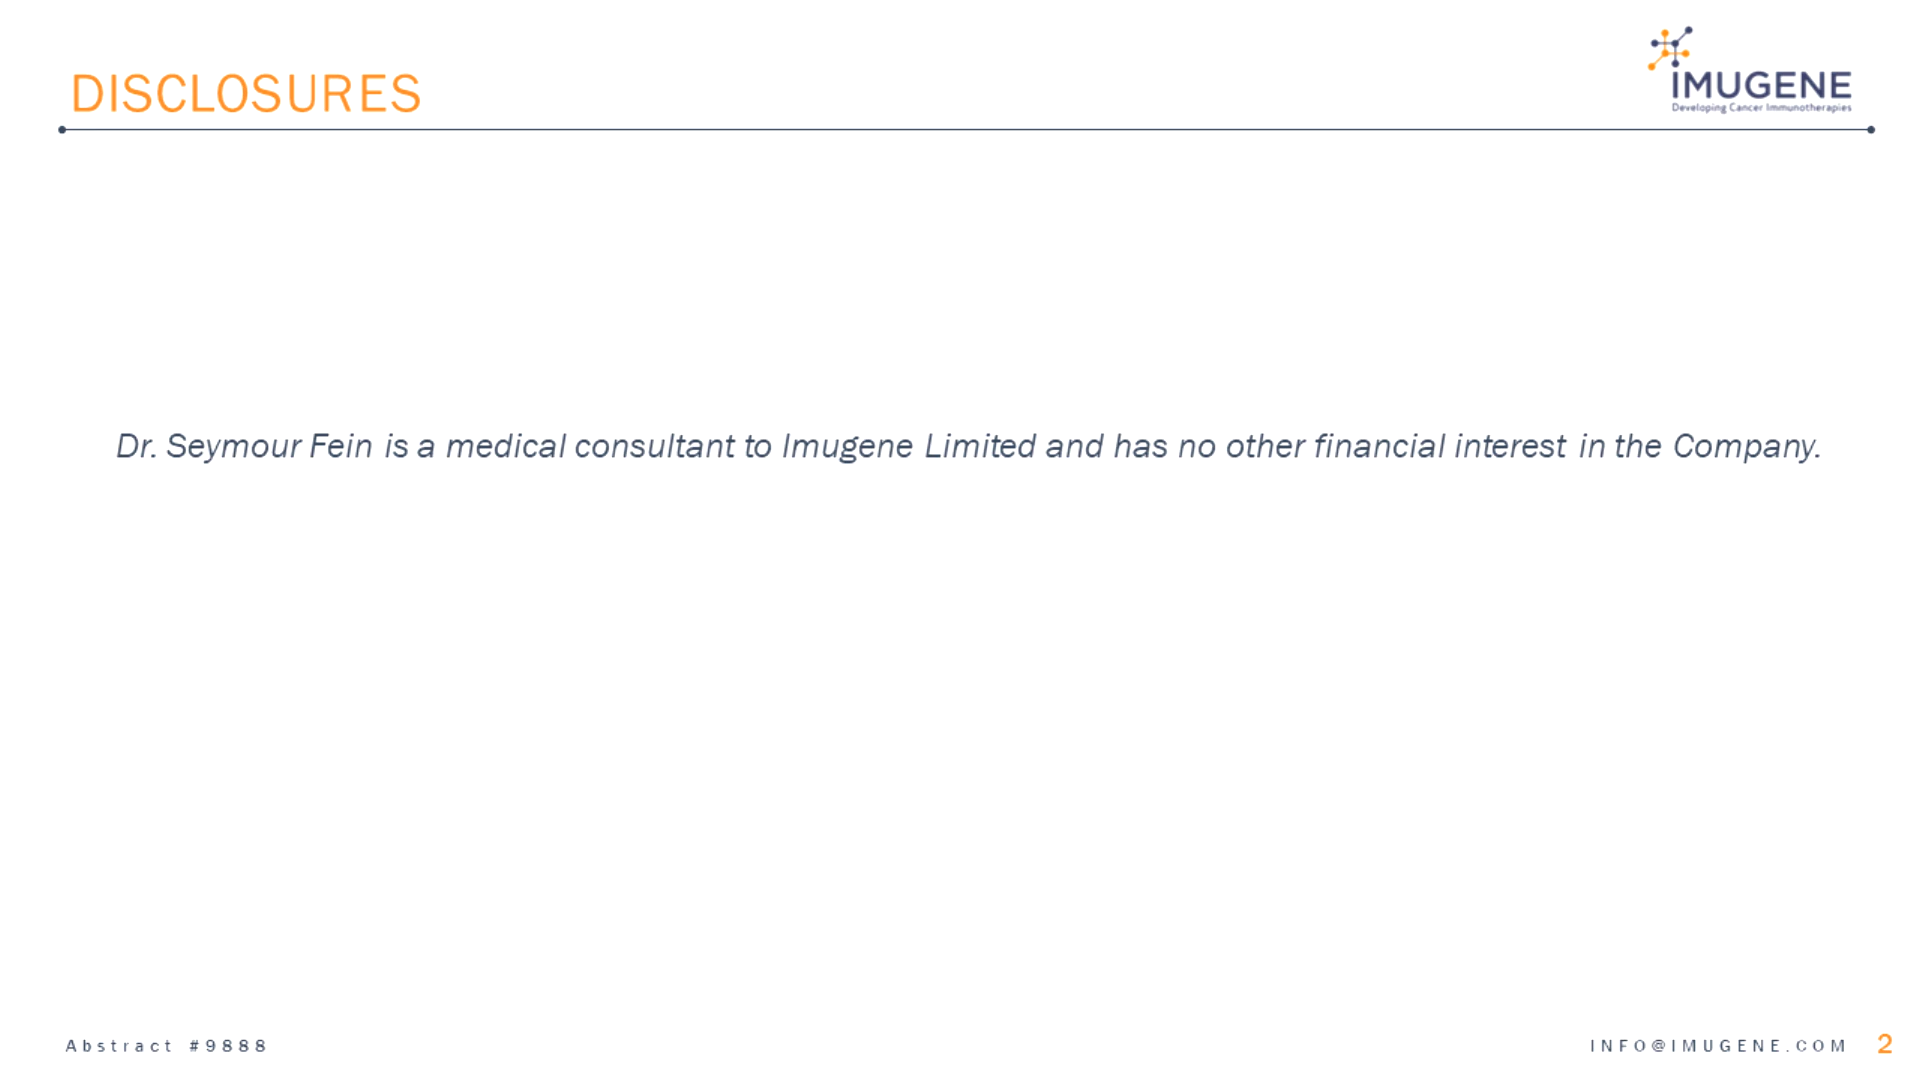 DISCLOSURES
IMUGENE
Developing Cancer Immunotherapies
Dr. Seymour Fein is a medical consultant to Imugene Limited and has no other financial interest in the Company.
Abstract #9888
INFO@IMUGENE.COM 2